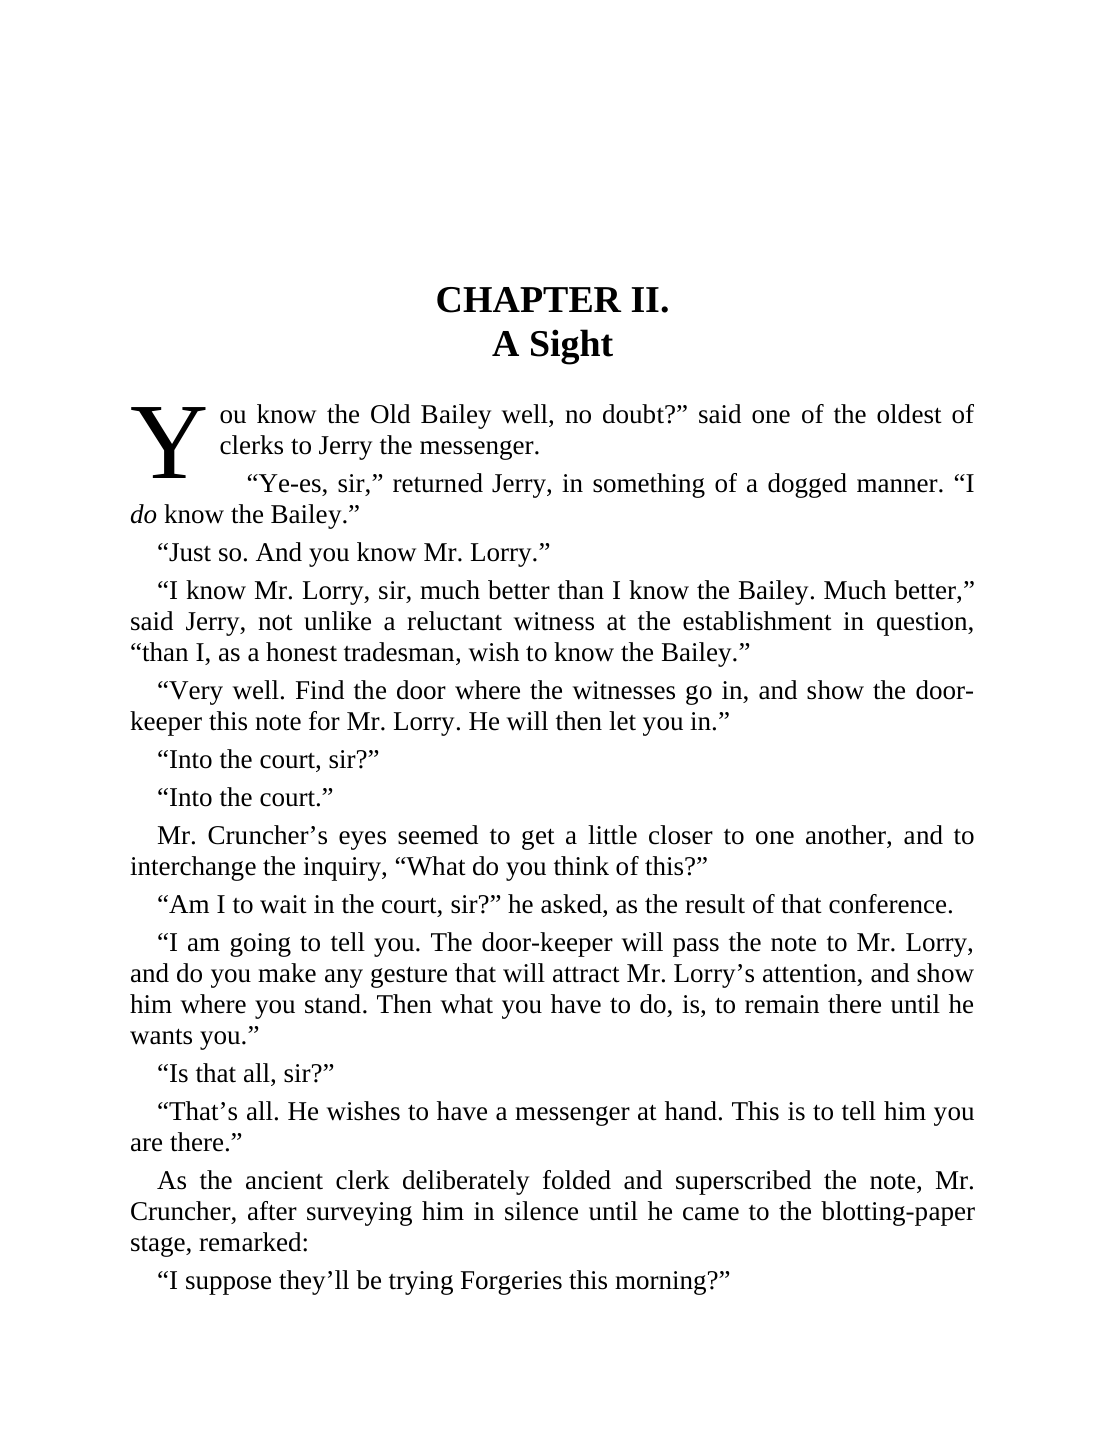 CHAPTER II.
A Sight
You know the Old Bailey well, no doubt?” said one of the oldest of
clerks to Jerry the messenger.
“Ye-es, sir,” returned Jerry, in something of a dogged manner. “I
do know the Bailey.”
“Just so. And you know Mr. Lorry.”
“I know Mr. Lorry, sir, much better than I know the Bailey. Much better,”
said Jerry, not unlike a reluctant witness at the establishment in question,
“than I, as a honest tradesman, wish to know the Bailey.”
“Very well. Find the door where the witnesses go in, and show the door-
keeper this note for Mr. Lorry. He will then let you in.”
“Into the court, sir?”
“Into the court.”
Mr. Cruncher’s eyes seemed to get a little closer to one another, and to
interchange the inquiry, “What do you think of this?”
“Am I to wait in the court, sir?” he asked, as the result of that conference.
“I am going to tell you. The door-keeper will pass the note to Mr. Lorry,
and do you make any gesture that will attract Mr. Lorry’s attention, and show
him where you stand. Then what you have to do, is, to remain there until he
wants you.”
“Is that all, sir?”
“That’s all. He wishes to have a messenger at hand. This is to tell him you
are there.”
As the ancient clerk deliberately folded and superscribed the note, Mr.
Cruncher, after surveying him in silence until he came to the blotting-paper
stage, remarked:
“I suppose they’ll be trying Forgeries this morning?”